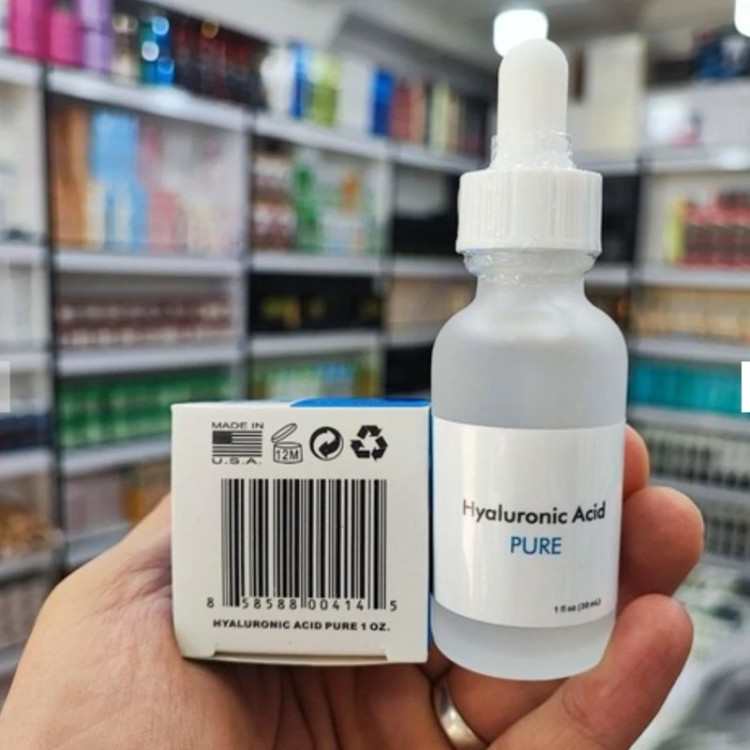 MADE IN
U.S.A.
12M
8 58588 00414 5
HYALURONIC ACID PURE 1 OZ.
Hyaluronic Acid
PURE
1 fl oz (30 mL)